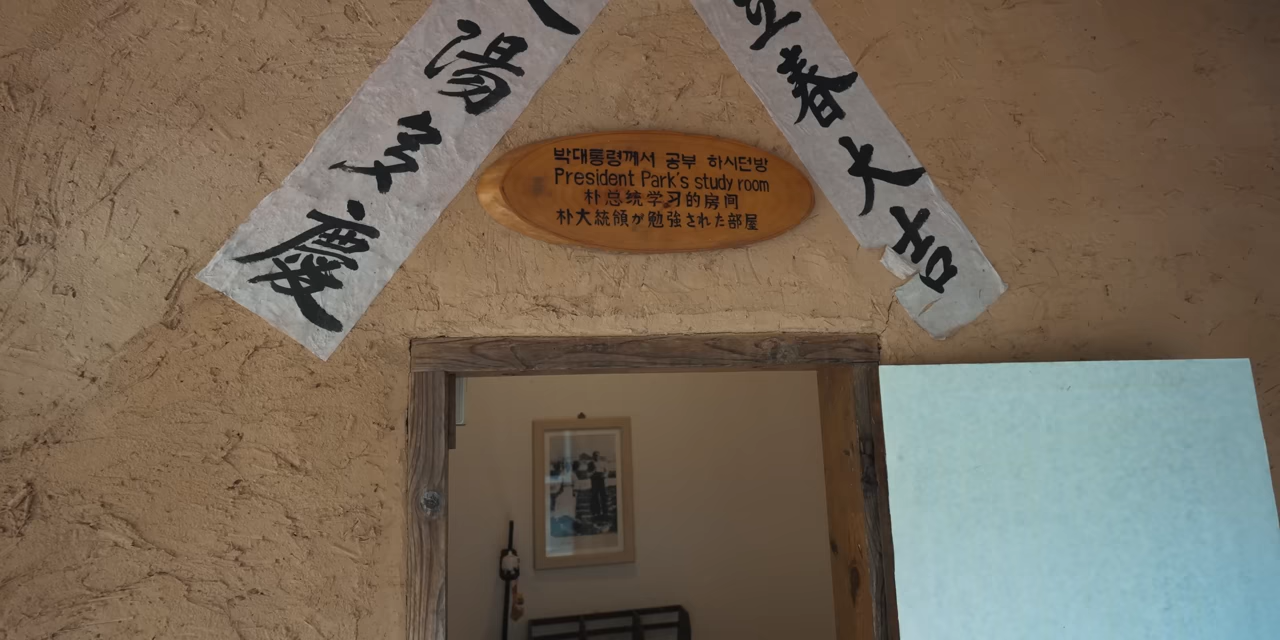 立春大吉
陽多慶
박대통령께서 공부 하시던방
President Park's study room
朴总统学习的房间
朴大統領が勉強された部屋